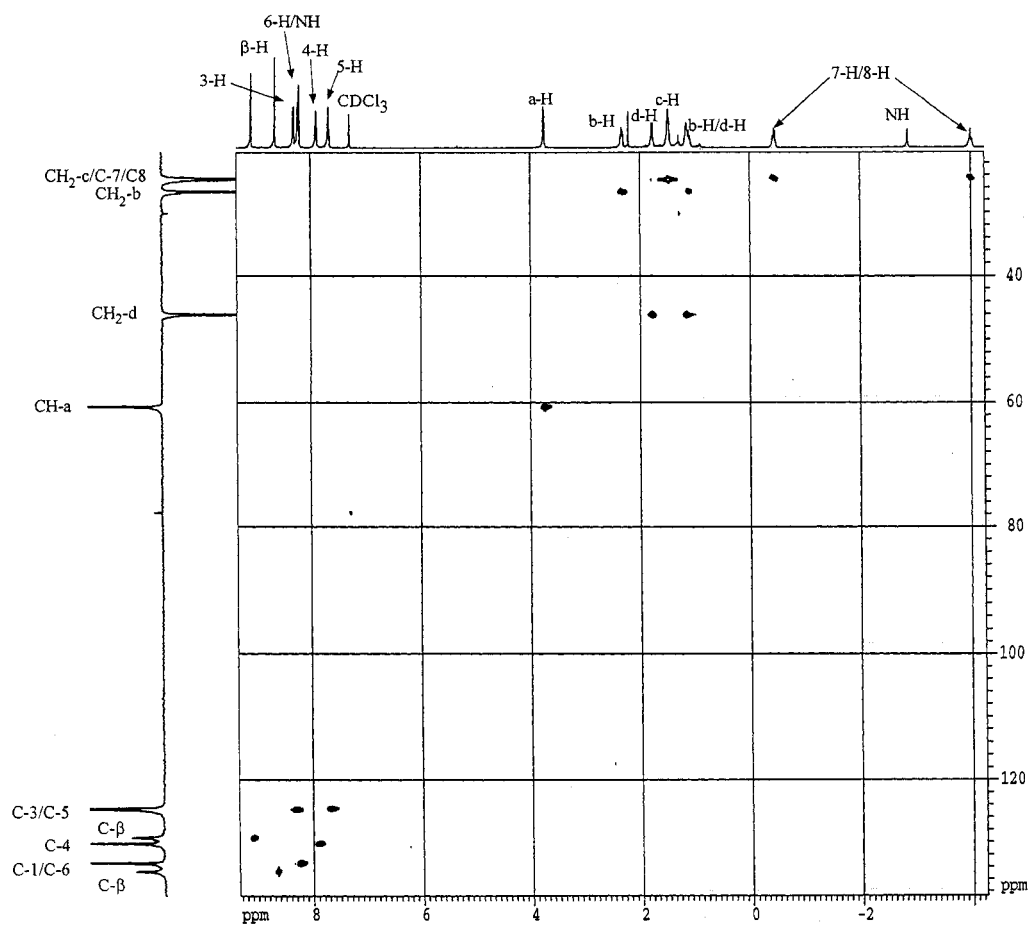 6-H/NH
β-H
4-H
7-H/8-H
3-H
5-H
CDCl3
a-H
c-H
b-H
d-H
b-H/d-H
NH
CH2-c/C-7/C8
CH2-b
40
CH2-d
CH-a
60
80
100
120
C-3/C-5
C-β
C-4
C-1/C-6
C-β
ppm
ppm 8 6 4 2 0 -2